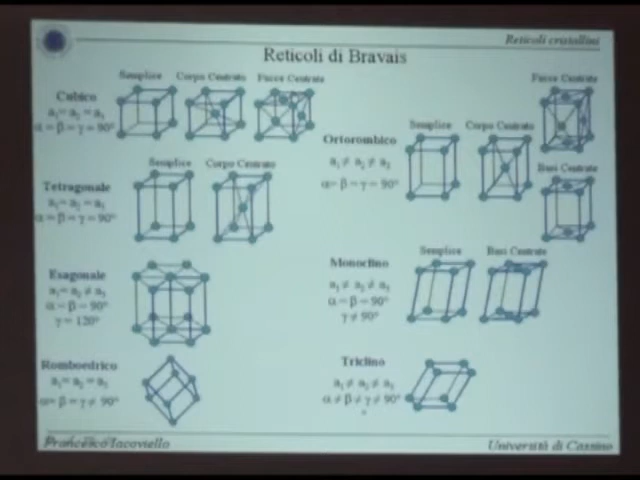 Reticoli cristallini
Reticoli di Bravais
Semplice Corpo Centrato Facce Centrate
Cubico
a₁= a₂ = a₃
α = β = γ = 90°
Facce Centrate
Semplice Corpo Centrato
Ortorombico
a₁ ≠ a₂ ≠ a₃
α= β = γ = 90°
Basi Centrate
Semplice Corpo Centrato
Tetragonale
a₁= a₂ = a₃
α = β = γ = 90°
Semplice Basi Centrate
Monoclino
a₁ ≠ a₂ ≠ a₃
α = β = 90°
γ ≠ 90°
Esagonale
a₁= a₂ ≠ a₃
α = β = 90°
γ = 120°
Romboedrico
a₁= a₂ = a₃
α= β = γ ≠ 90°
Triclino
a₁ ≠ a₂ ≠ a₃
α ≠ β ≠ γ ≠ 90°
Francesco Iacoviello
Università di Cassino